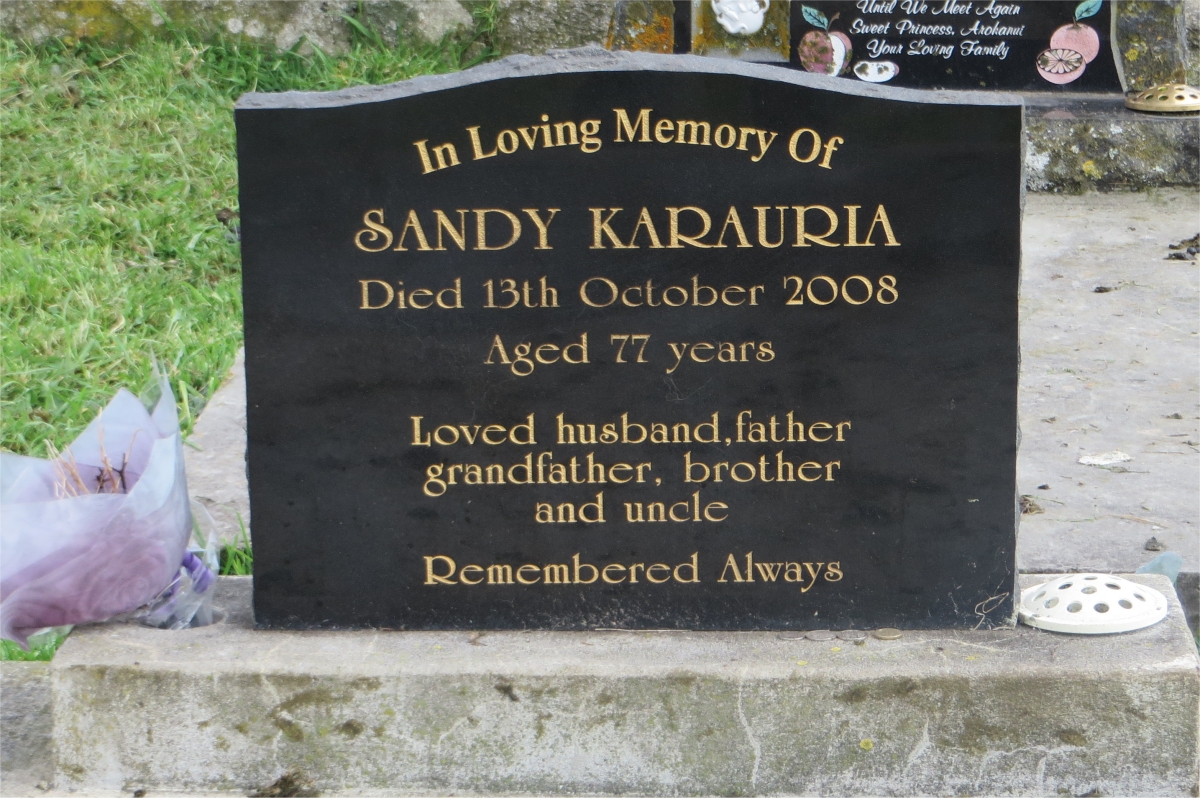 Until We Meet Again
Sweet Princess, Arohanui
Your Loving Family
In Loving Memory Of
SANDY KARAURIA
Died 13th October 2008
Aged 77 years
Loved husband,father
grandfather, brother
and uncle
Remembered Always